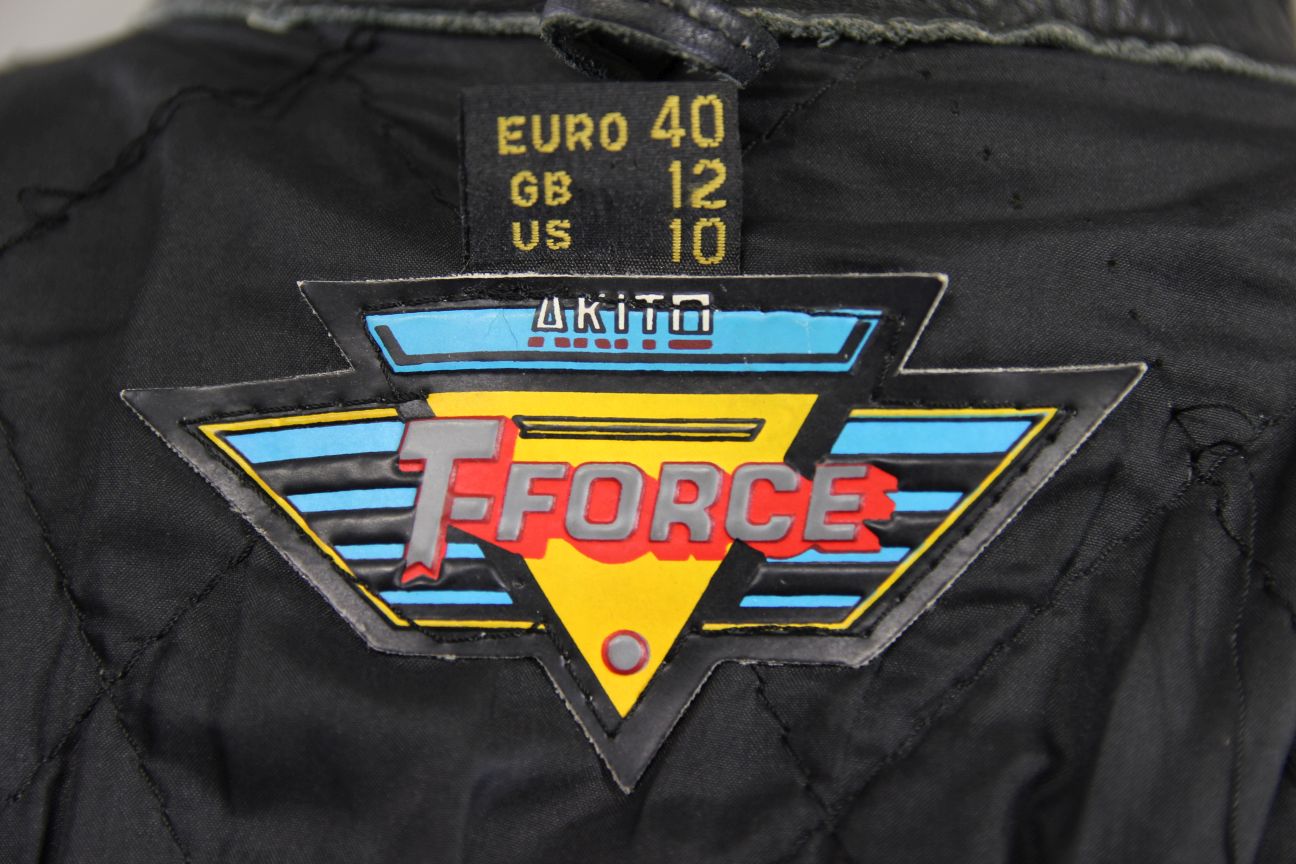 EURO 40
GB 12
US 10
AKITO
T-FORCE